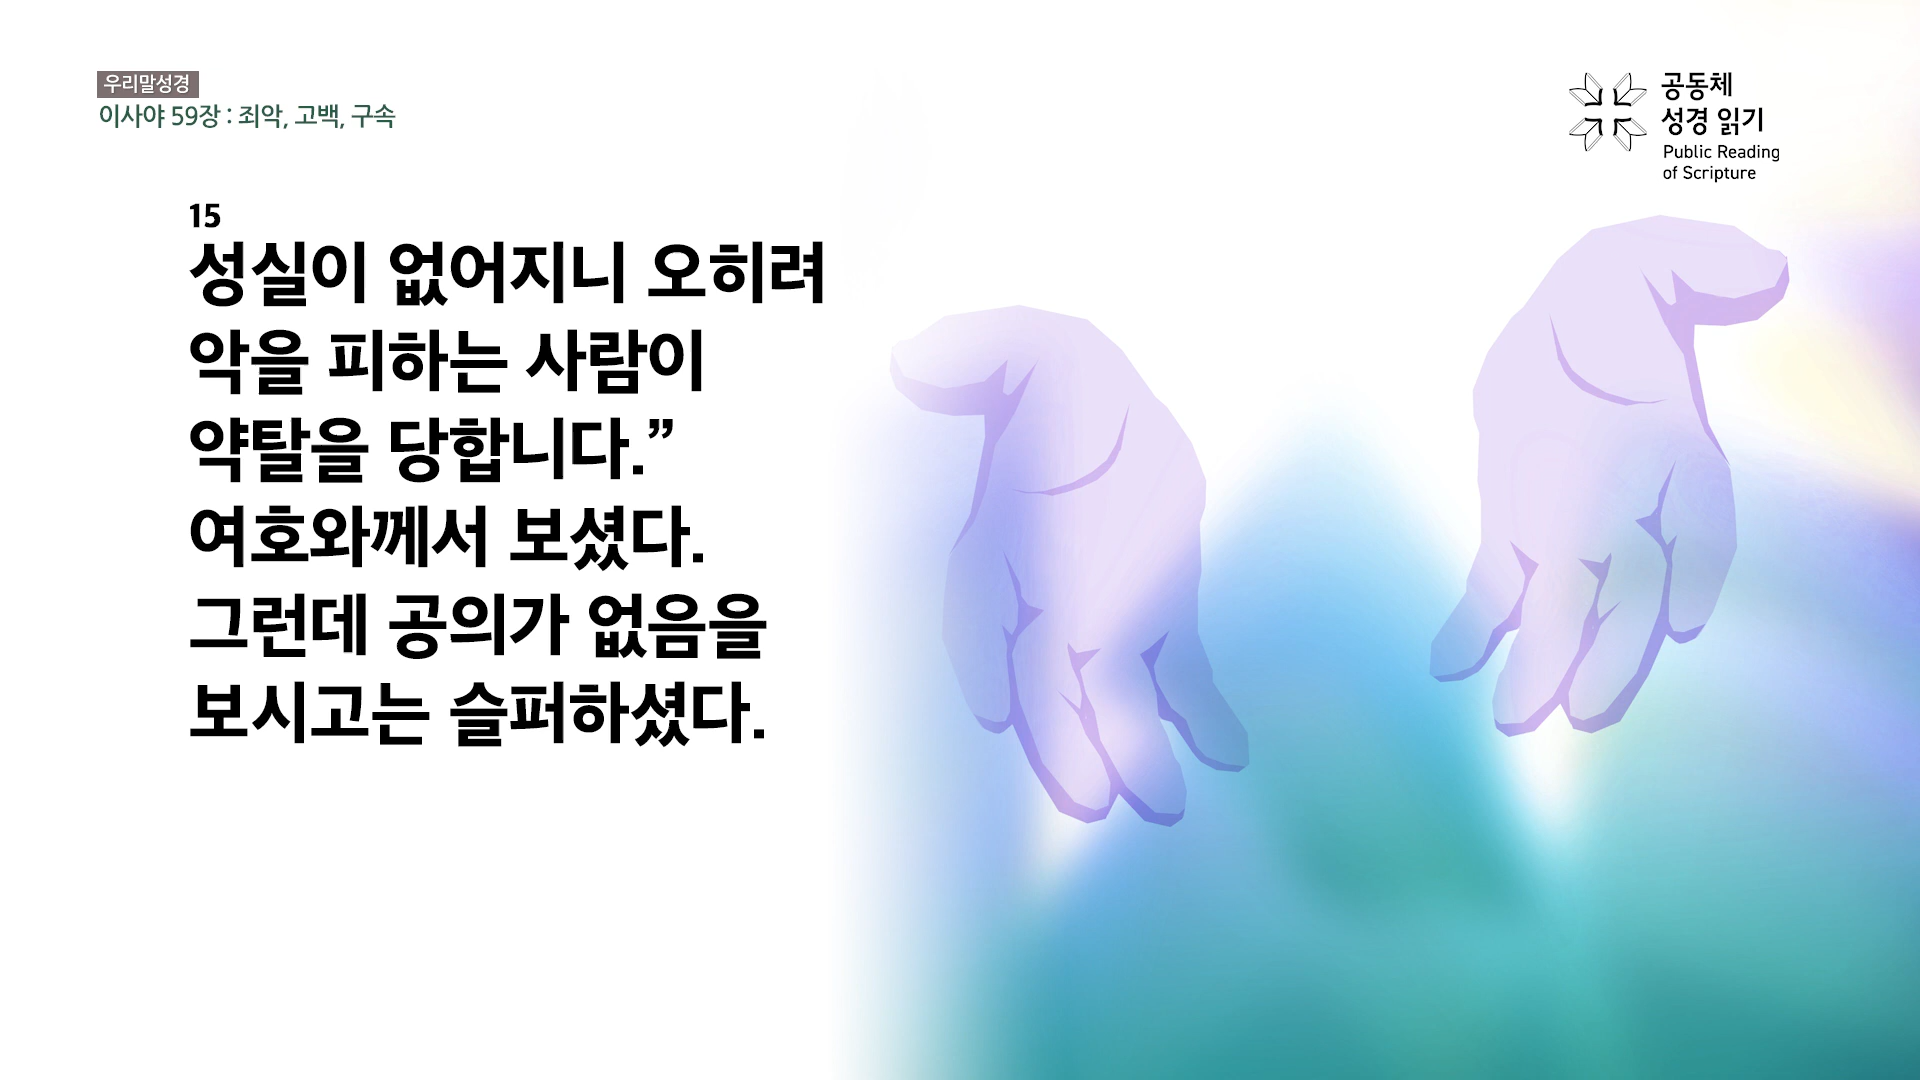 우리말성경
이사야 59장 : 죄악, 고백, 구속
공동체
성경 읽기
Public Reading
of Scripture
15
성실이 없어지니 오히려
악을 피하는 사람이
약탈을 당합니다.”
여호와께서 보셨다.
그런데 공의가 없음을
보시고는 슬퍼하셨다.